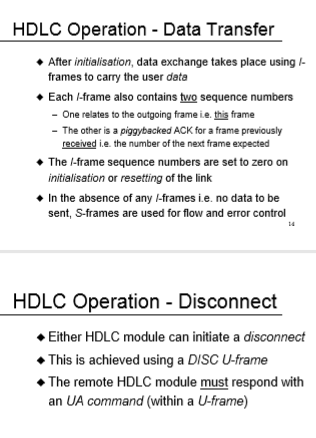 HDLC Operation - Data Transfer
◆ After initialisation, data exchange takes place using I-
frames to carry the user data
◆ Each I-frame also contains two sequence numbers
– One relates to the outgoing frame i.e. this frame
– The other is a piggybacked ACK for a frame previously
received i.e. the number of the next frame expected
◆ The I-frame sequence numbers are set to zero on
initialisation or resetting of the link
◆ In the absence of any I-frames i.e. no data to be
sent, S-frames are used for flow and error control
14
HDLC Operation - Disconnect
◆ Either HDLC module can initiate a disconnect
◆ This is achieved using a DISC U-frame
◆ The remote HDLC module must respond with
an UA command (within a U-frame)